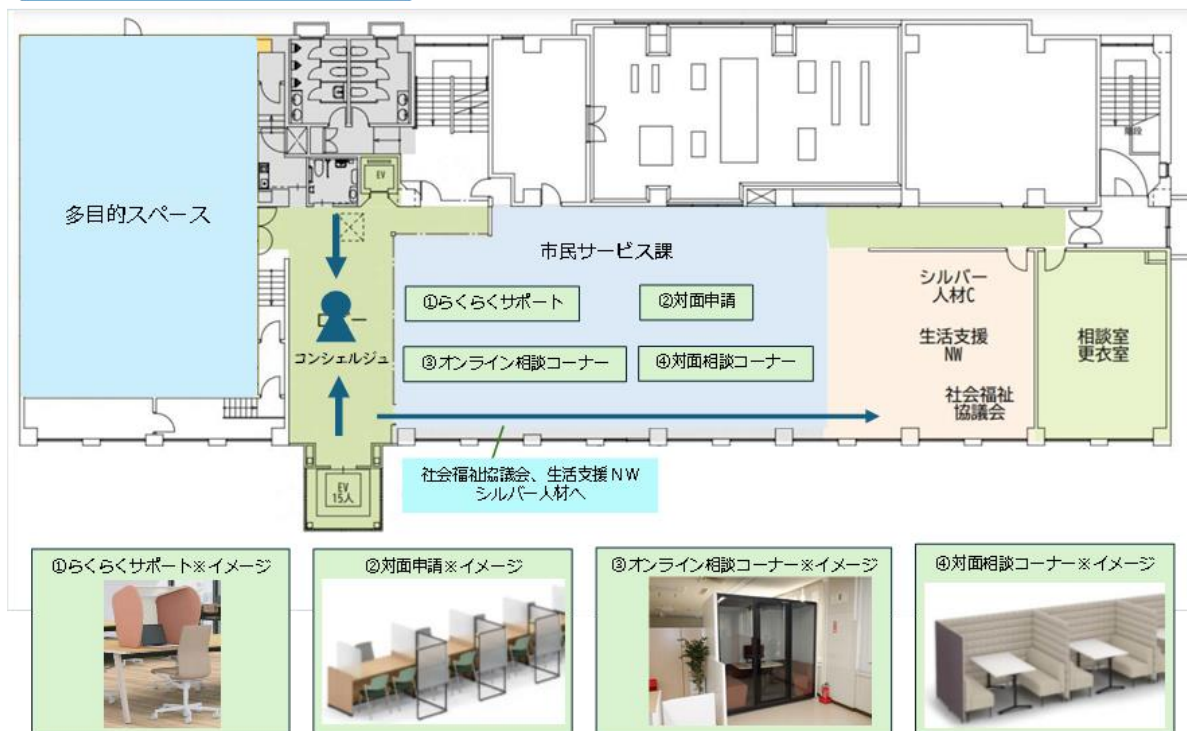 階段
EV
多目的スペース
市民サービス課
シルバー
人材C
①らくらくサポート
②対面申請
生活支援
NW
相談室
更衣室
コンシェルジュ
③オンライン相談コーナー
④対面相談コーナー
社会福祉
協議会
社会福祉協議会、生活支援NW
シルバー人材へ
EV
15人
①らくらくサポート※イメージ
②対面申請※イメージ
③オンライン相談コーナー※イメージ
④対面相談コーナー※イメージ